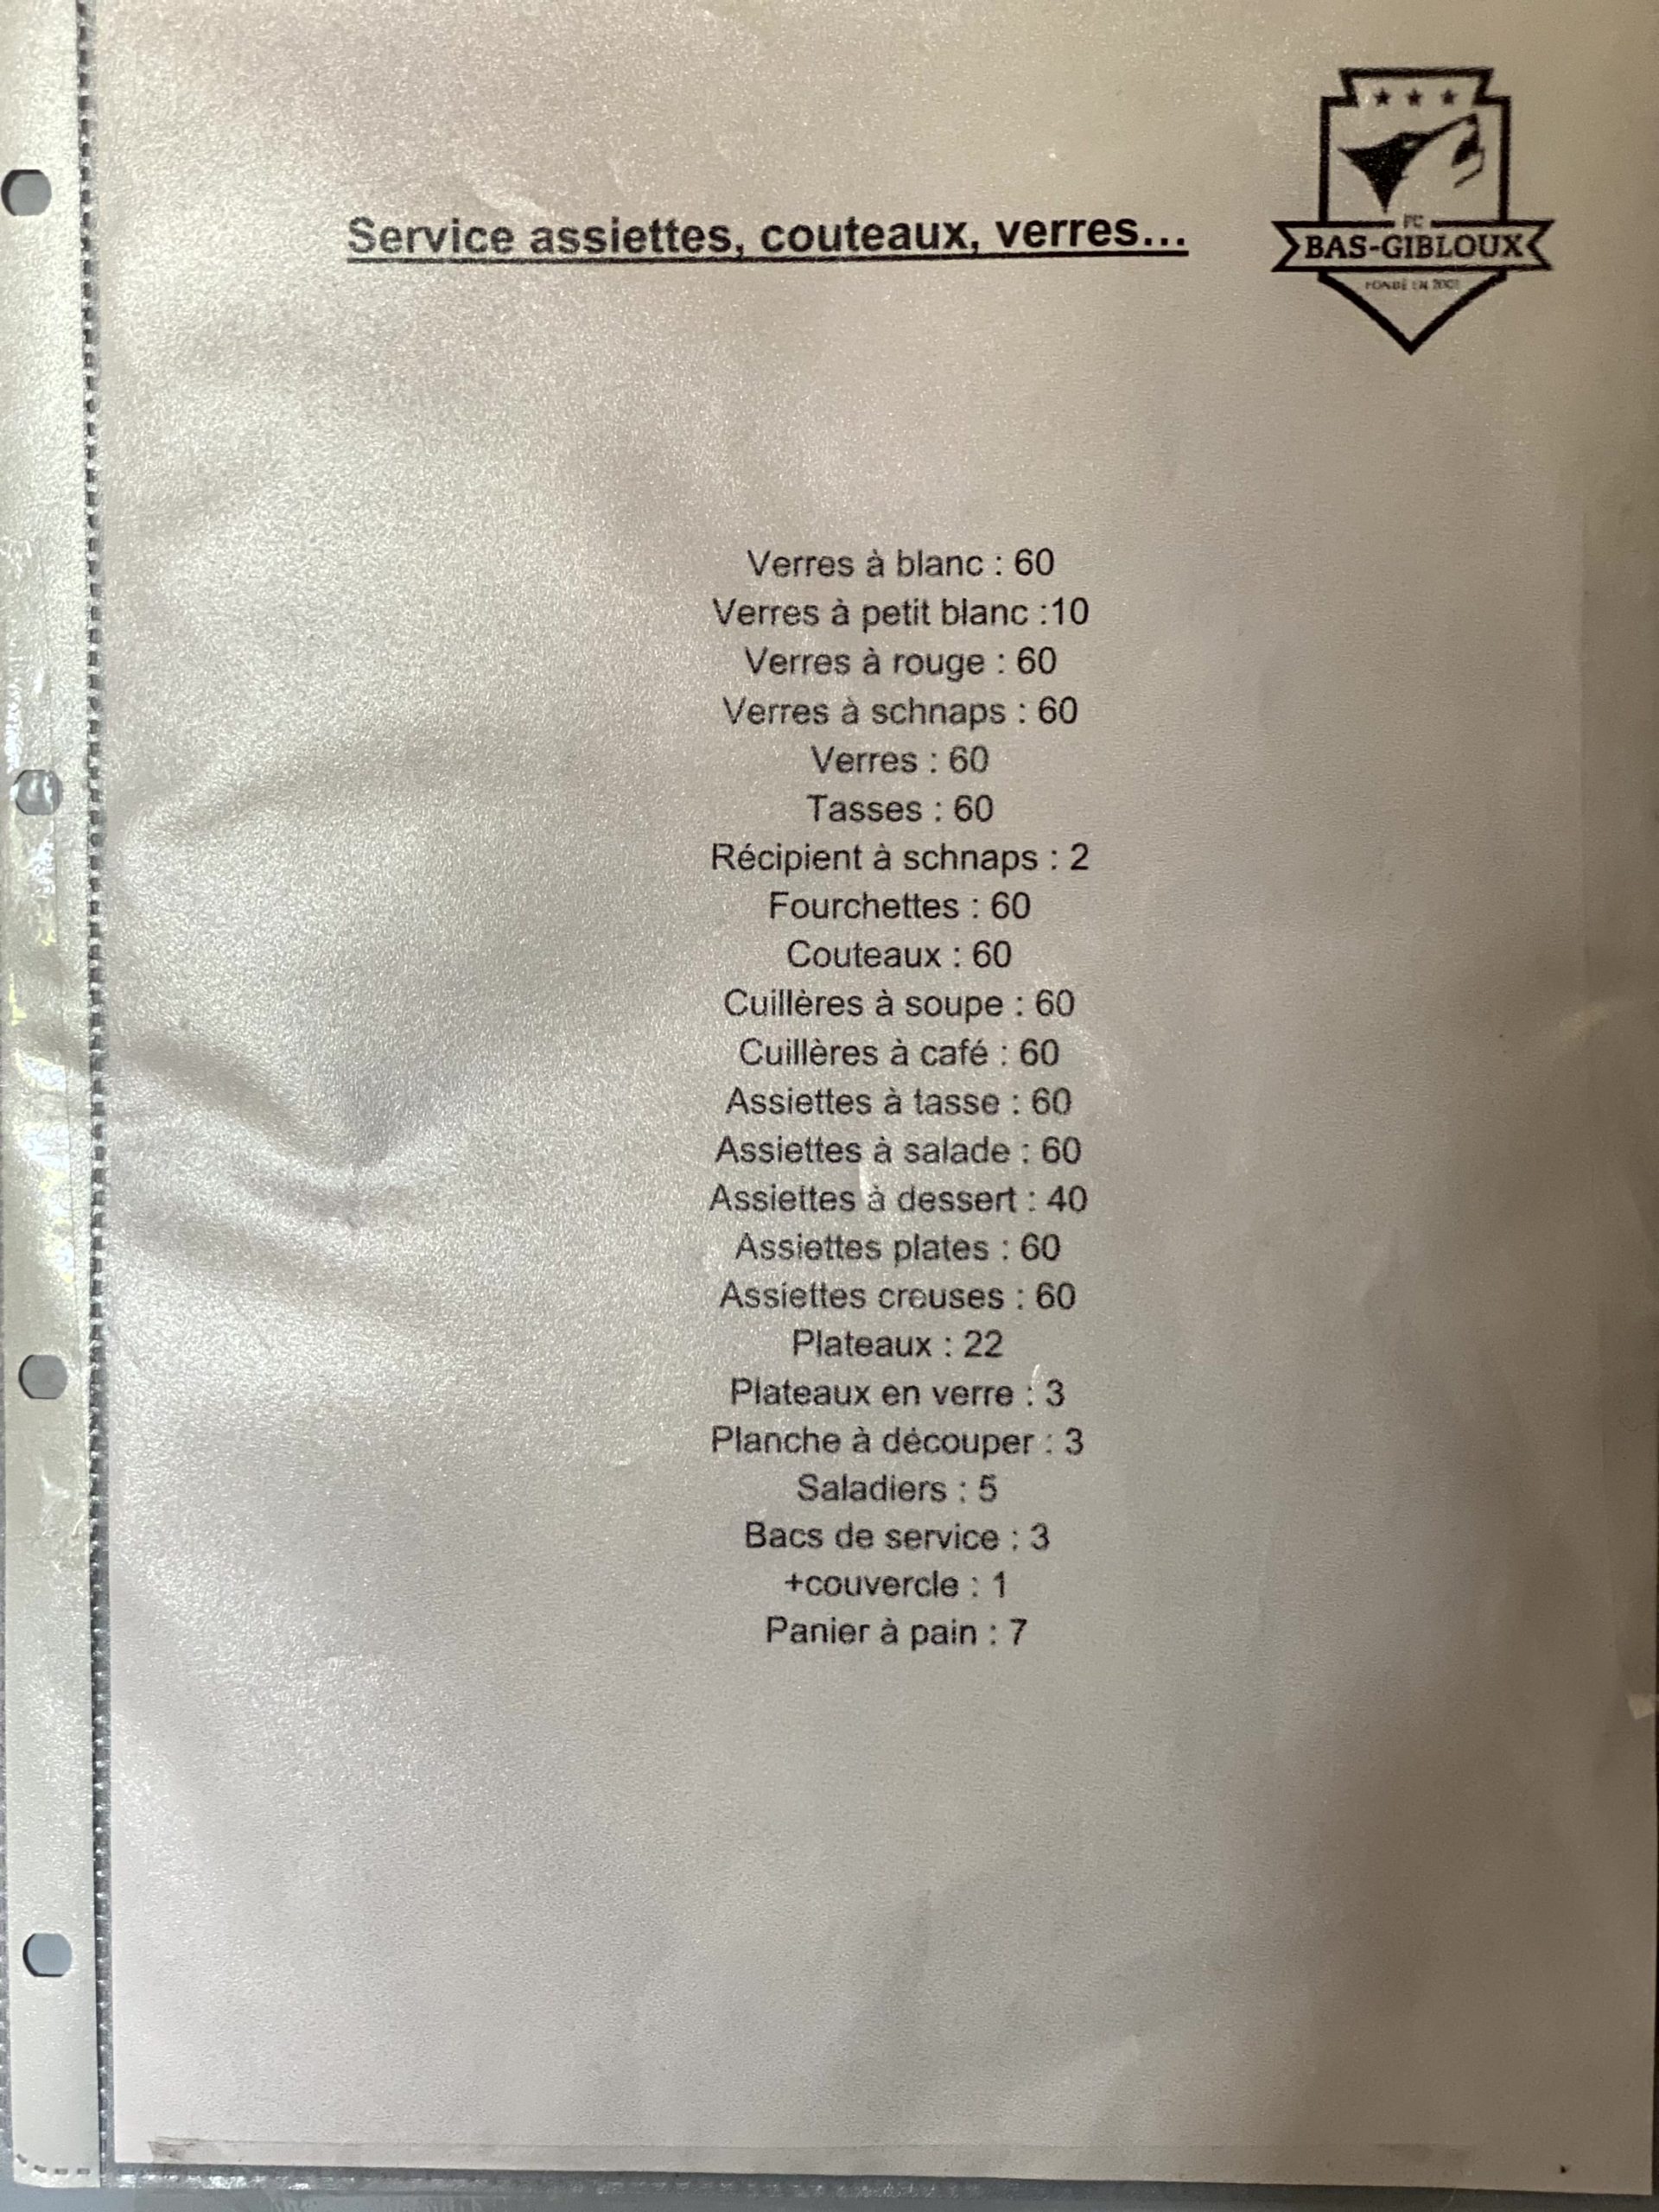 Service assiettes, couteaux, verres...
FC
BAS-GIBLOUX
FONDÉ EN
Verres à blanc : 60
Verres à petit blanc :10
Verres à rouge : 60
Verres à schnaps : 60
Verres : 60
Tasses : 60
Récipient à schnaps : 2
Fourchettes : 60
Couteaux : 60
Cuillères à soupe : 60
Cuillères à café : 60
Assiettes à tasse : 60
Assiettes à salade : 60
Assiettes à dessert : 40
Assiettes plates : 60
Assiettes creuses : 60
Plateaux : 22
Plateaux en verre : 3
Planche à découper : 3
Saladiers : 5
Bacs de service : 3
+couvercle : 1
Panier à pain : 7